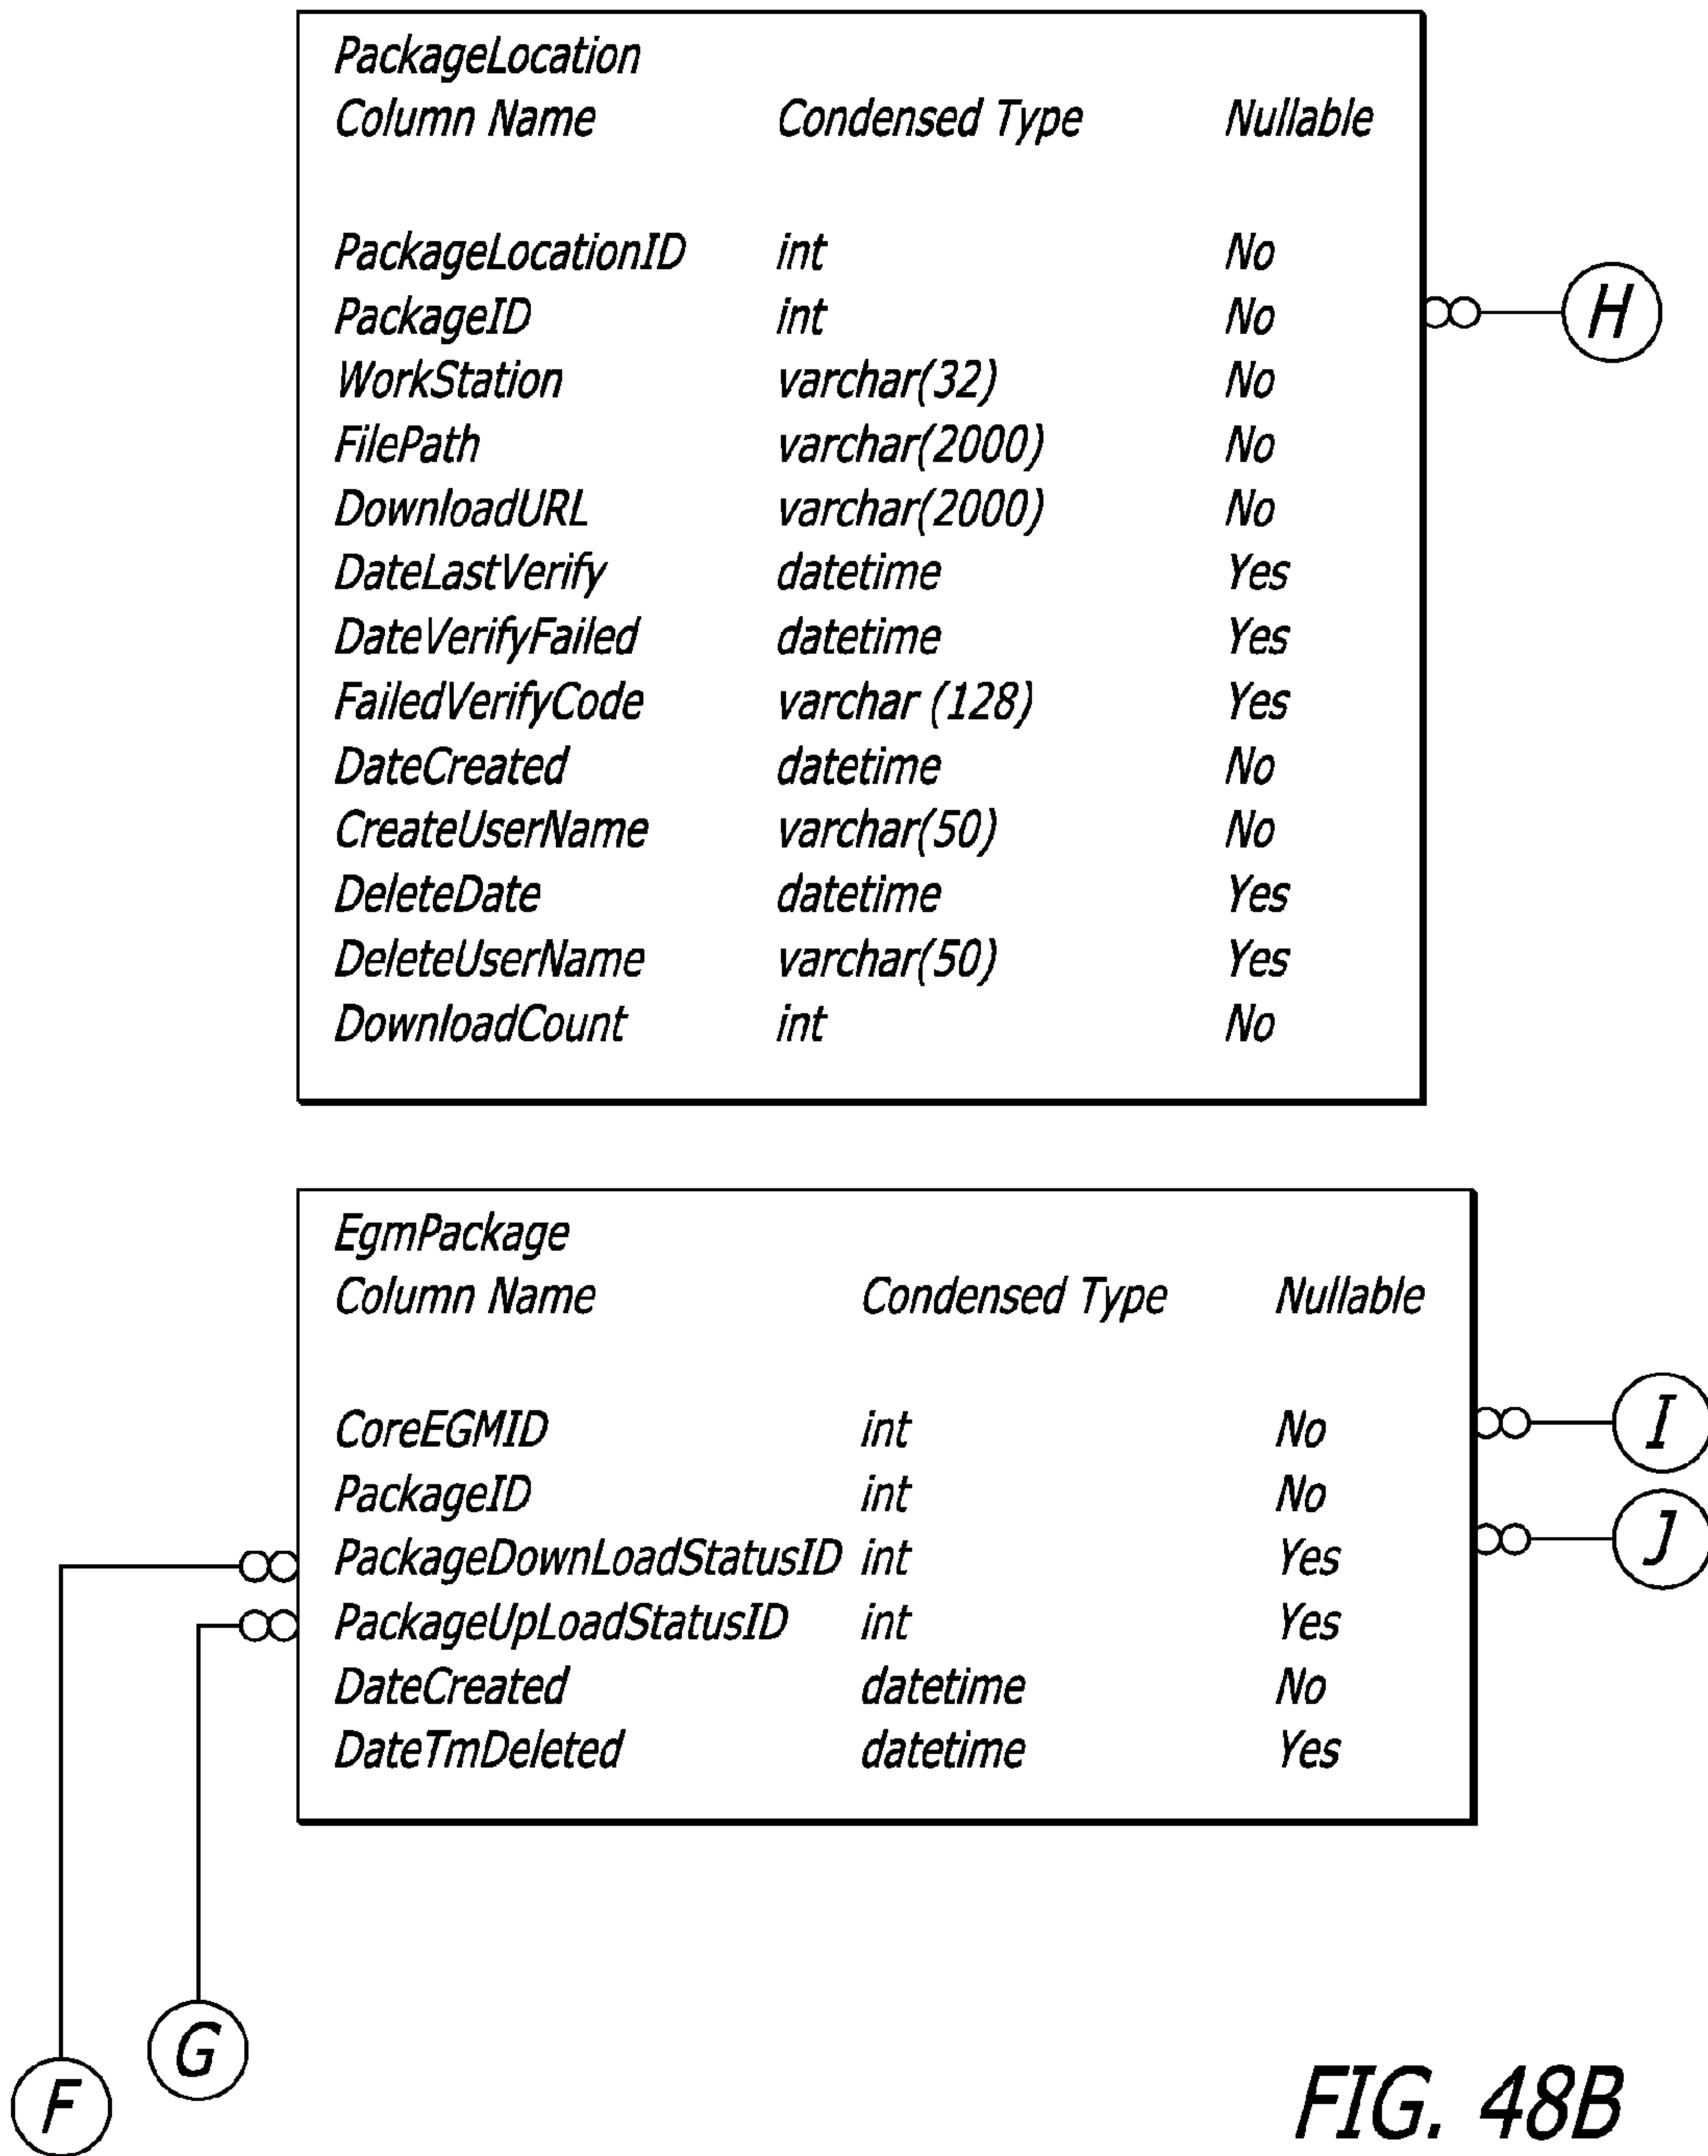 PackageLocation
Column Name Condensed Type Nullable
PackageLocationID int No
PackageID int No
H
WorkStation varchar(32) No
FilePath varchar(2000) No
DownloadURL varchar(2000) No
DateLastVerify datetime Yes
DateVerifyFailed datetime Yes
FailedVerifyCode varchar (128) Yes
DateCreated datetime No
CreateUserName varchar(50) No
DeleteDate datetime Yes
DeleteUserName varchar(50) Yes
DownloadCount int No
EgmPackage
Column Name Condensed Type Nullable
CoreEGMID int No
I
PackageID int No
PackageDownLoadStatusID int Yes
J
PackageUpLoadStatusID int Yes
DateCreated datetime No
DateTmDeleted datetime Yes
G
F
FIG. 48B